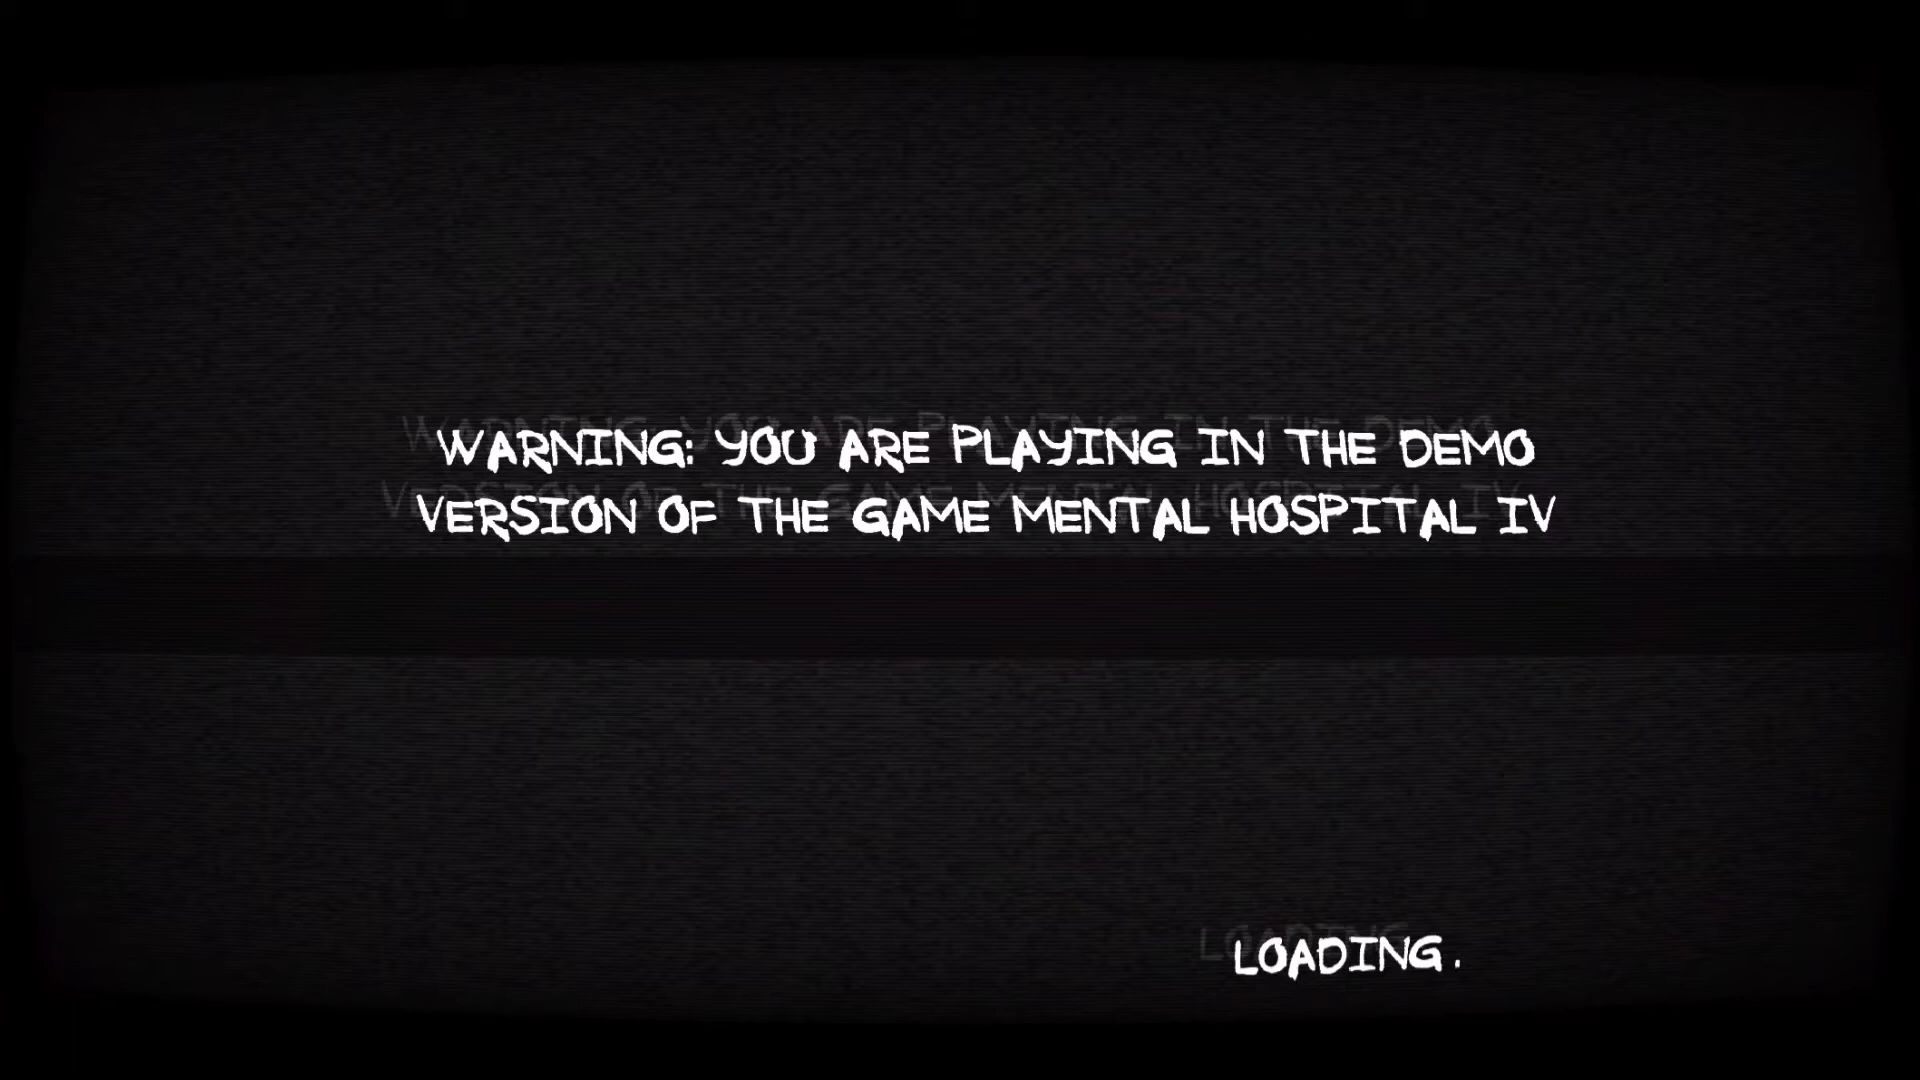 WARNING: YOU ARE PLAYING IN THE DEMO
VERSION OF THE GAME MENTAL HOSPITAL IV
LOADING.